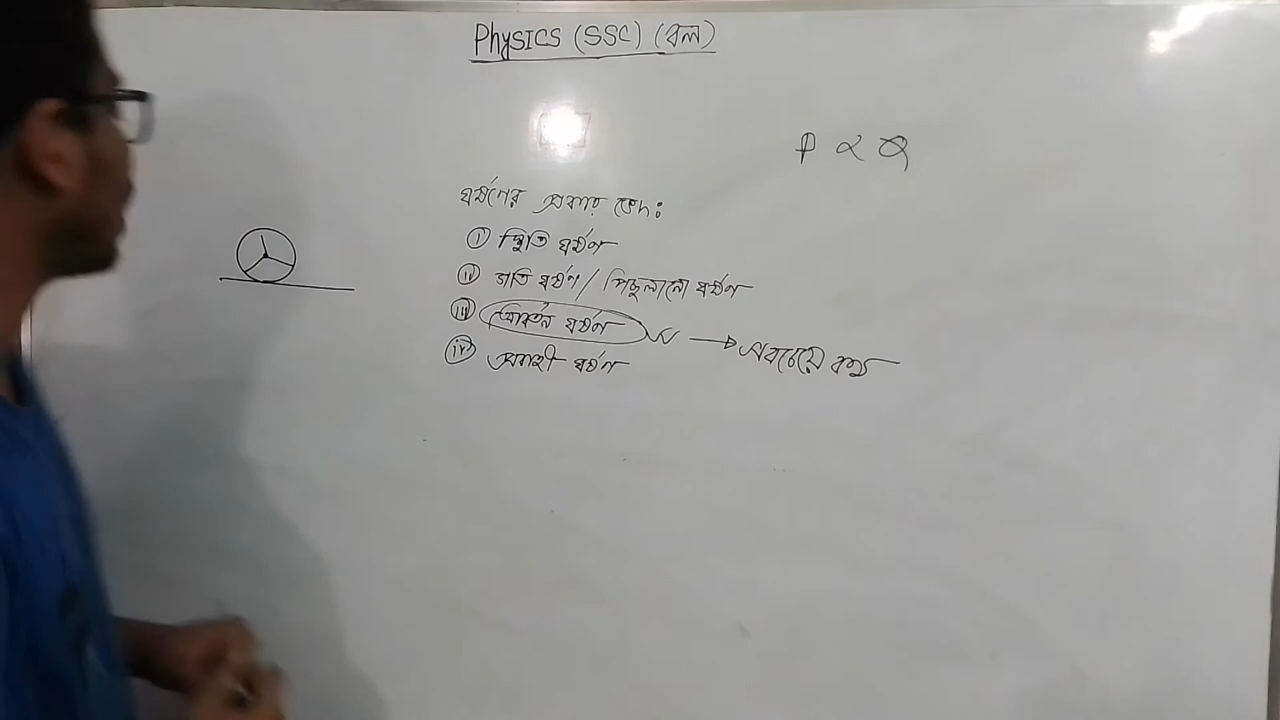 Physics (SSC) (বল)
P α Q
ঘর্ষণের প্রকার ভেদ:
(i) স্থিতি ঘর্ষণ
(ii) গতি ঘর্ষণ / পিছলানো ঘর্ষণ
(iii) আবর্তন ঘর্ষণ → সবচেয়ে কম
(iv) প্রবাহী ঘর্ষণ